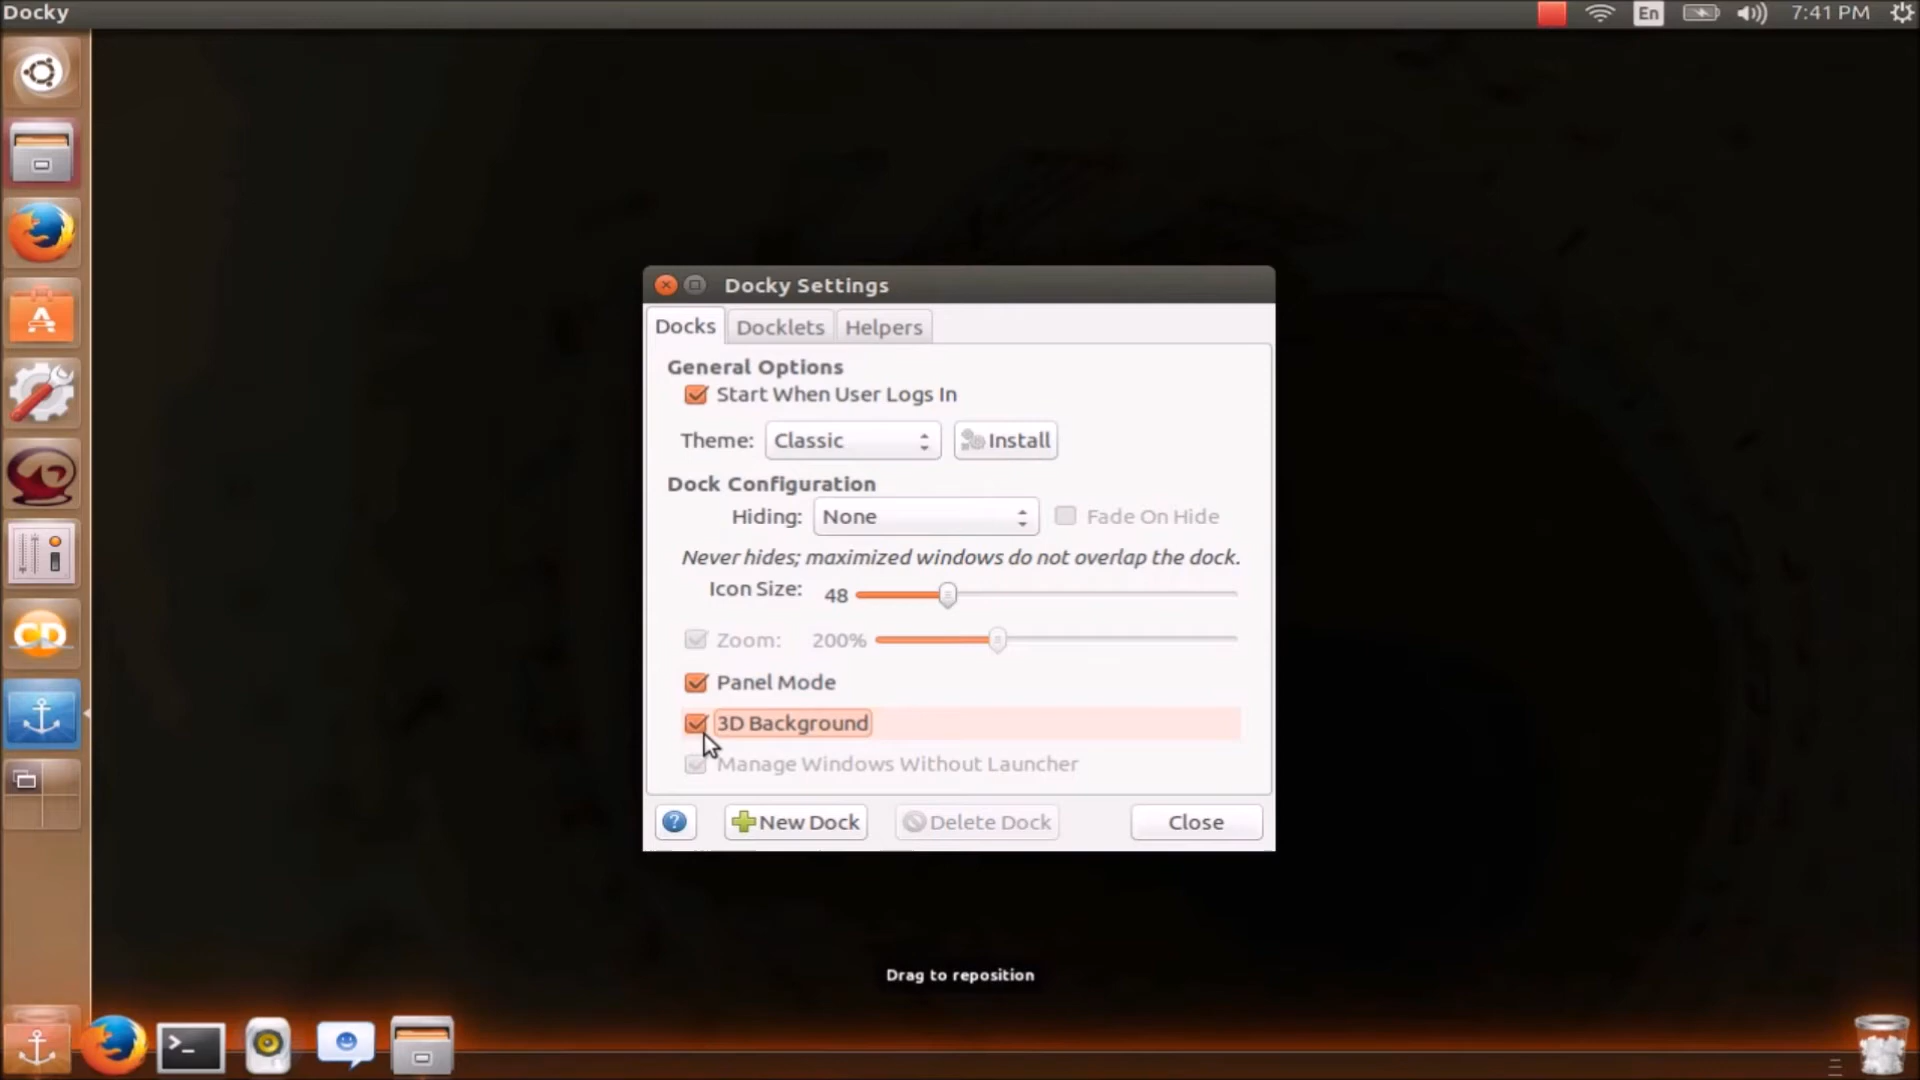 Docky
En
7:41 PM
Docky Settings
Docks
Docklets
Helpers
General Options
Start When User Logs In
Theme: Classic Install
Dock Configuration
Hiding: None Fade On Hide
Never hides; maximized windows do not overlap the dock.
Icon Size: 48
Zoom: 200%
Panel Mode
3D Background
Manage Windows Without Launcher
? New Dock Delete Dock Close
Drag to reposition
A
CD
>_